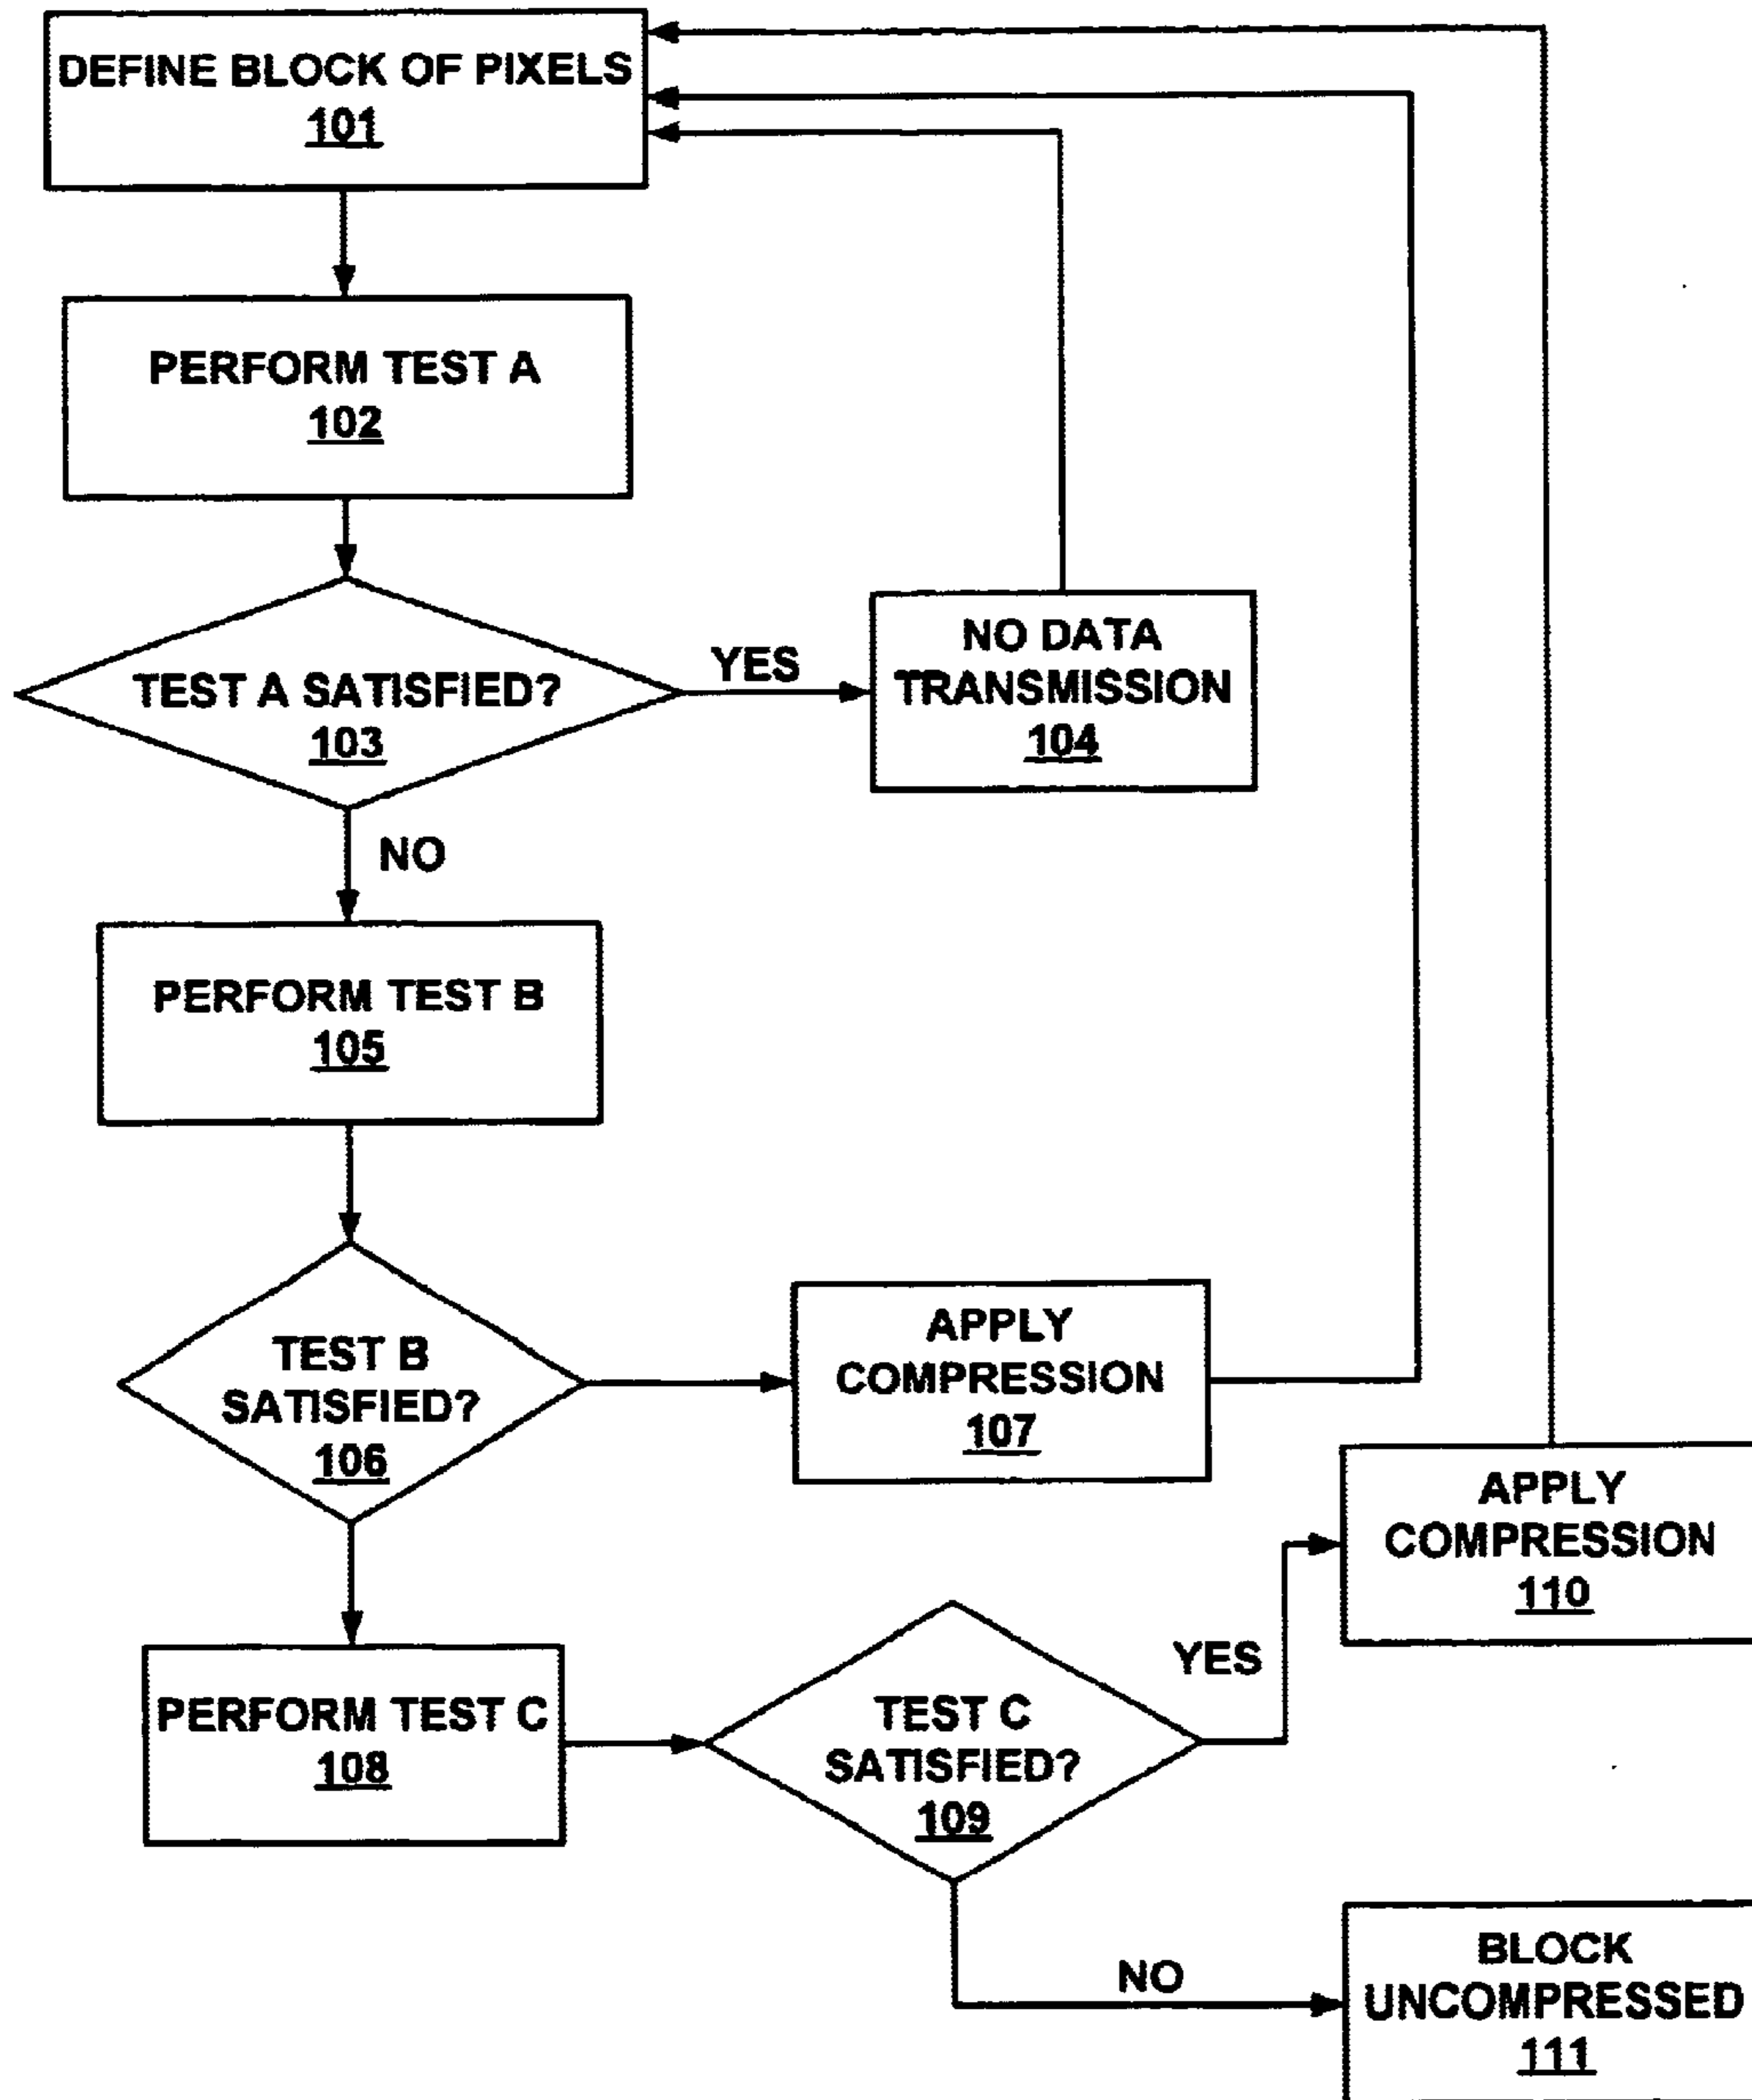 DEFINE BLOCK OF PIXELS
101
PERFORM TEST A
102
TEST A SATISFIED?
103
YES
NO DATA
TRANSMISSION
104
NO
PERFORM TEST B
105
TEST B
SATISFIED?
106
APPLY
COMPRESSION
107
APPLY
COMPRESSION
110
PERFORM TEST C
108
TEST C
SATISFIED?
109
YES
NO
BLOCK
UNCOMPRESSED
111